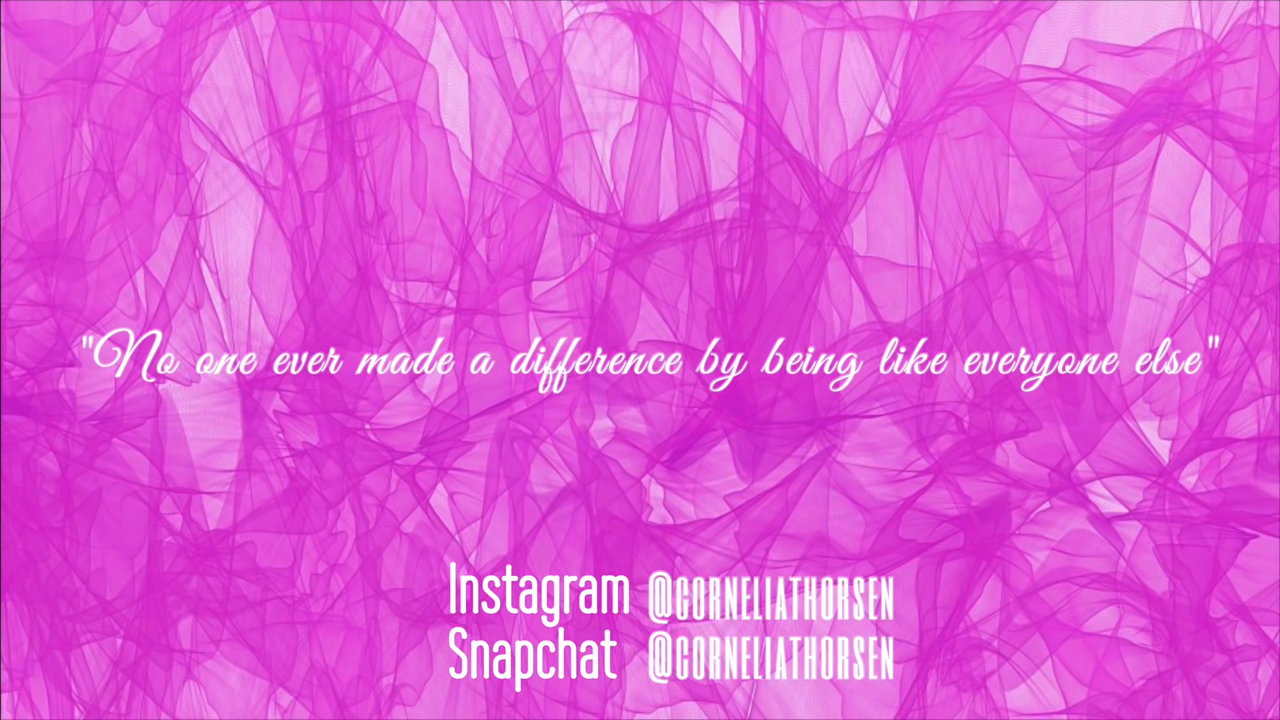 "No one ever made a difference by being like everyone else"
Instagram @CORNELIATHORSEN
Snapchat @CORNELIATHORSEN